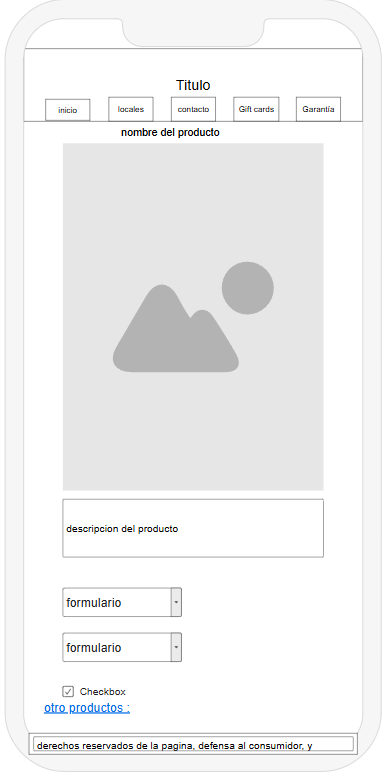 Titulo
inicio
locales
contacto
Gift cards
Garantía
nombre del producto
descripcion del producto
formulario
formulario
Checkbox
otro productos :
derechos reservados de la pagina, defensa al consumidor, y